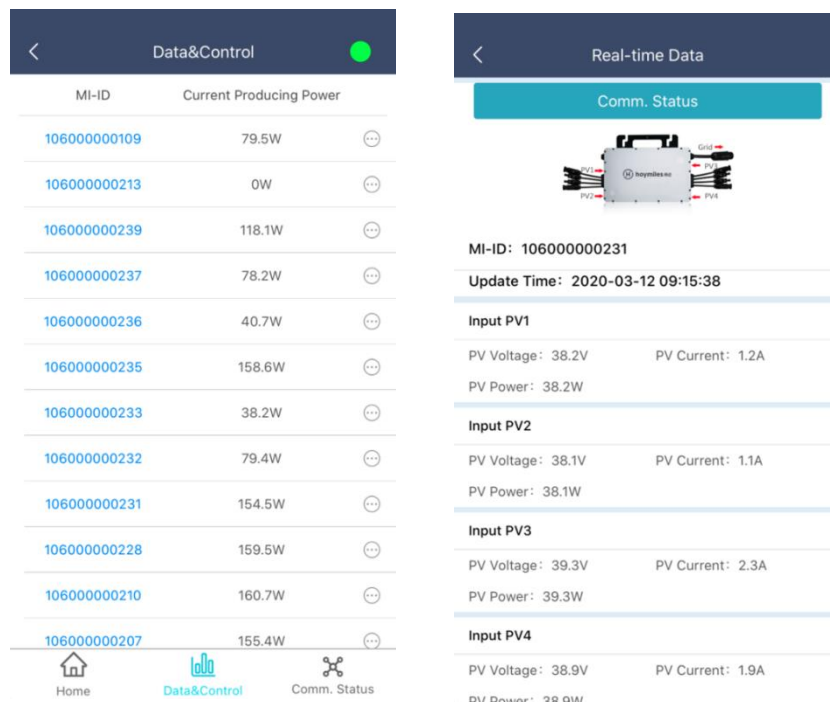 Data&Control
MI-ID Current Producing Power
106000000109 79.5W
106000000213 0W
106000000239 118.1W
106000000237 78.2W
106000000236 40.7W
106000000235 158.6W
106000000233 38.2W
106000000232 79.4W
106000000231 154.5W
106000000228 159.5W
106000000210 160.7W
106000000207 155.4W
Home Data&Control Comm. Status
Real-time Data
Comm. Status
Grid
PV1 PV3
hoymiles
PV2 PV4
MI-ID: 106000000231
Update Time: 2020-03-12 09:15:38
Input PV1
PV Voltage: 38.2V PV Current: 1.2A
PV Power: 38.2W
Input PV2
PV Voltage: 38.1V PV Current: 1.1A
PV Power: 38.1W
Input PV3
PV Voltage: 39.3V PV Current: 2.3A
PV Power: 39.3W
Input PV4
PV Voltage: 38.9V PV Current: 1.9A
PV Power: 38.9W